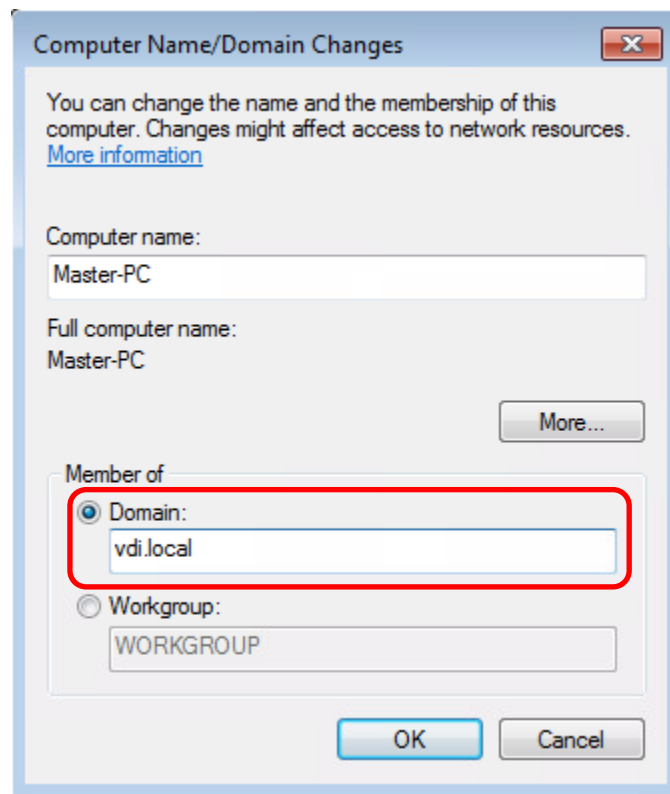 Computer Name/Domain Changes
You can change the name and the membership of this
computer. Changes might affect access to network resources.
More information
Computer name:
Master-PC
Full computer name:
Master-PC
More...
Member of
Domain:
vdi.local
Workgroup:
WORKGROUP
OK
Cancel